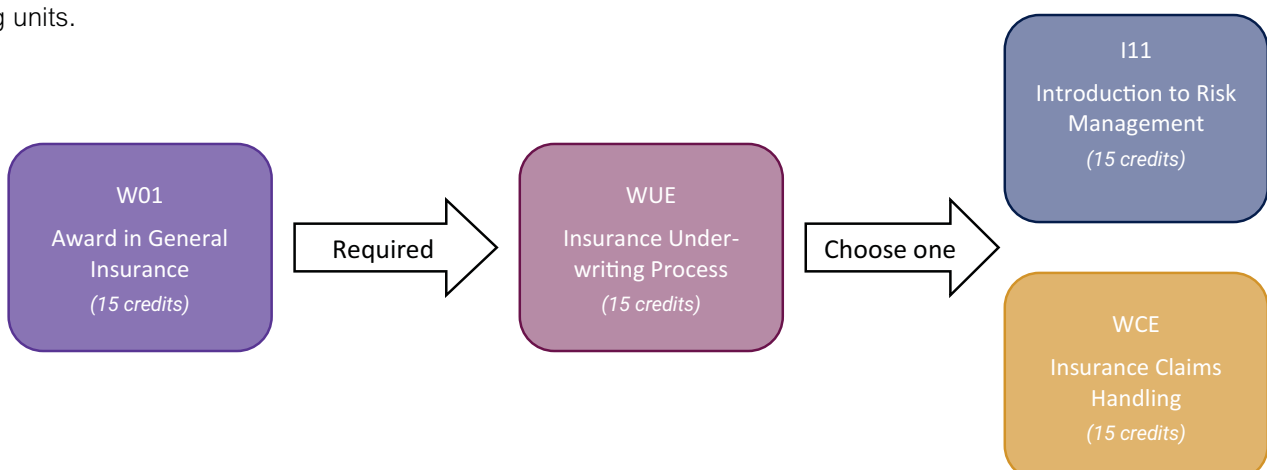 g units.
W01
Award in General
Insurance
(15 credits)
Required
WUE
Insurance Under-
writing Process
(15 credits)
Choose one
I11
Introduction to Risk
Management
(15 credits)
WCE
Insurance Claims
Handling
(15 credits)